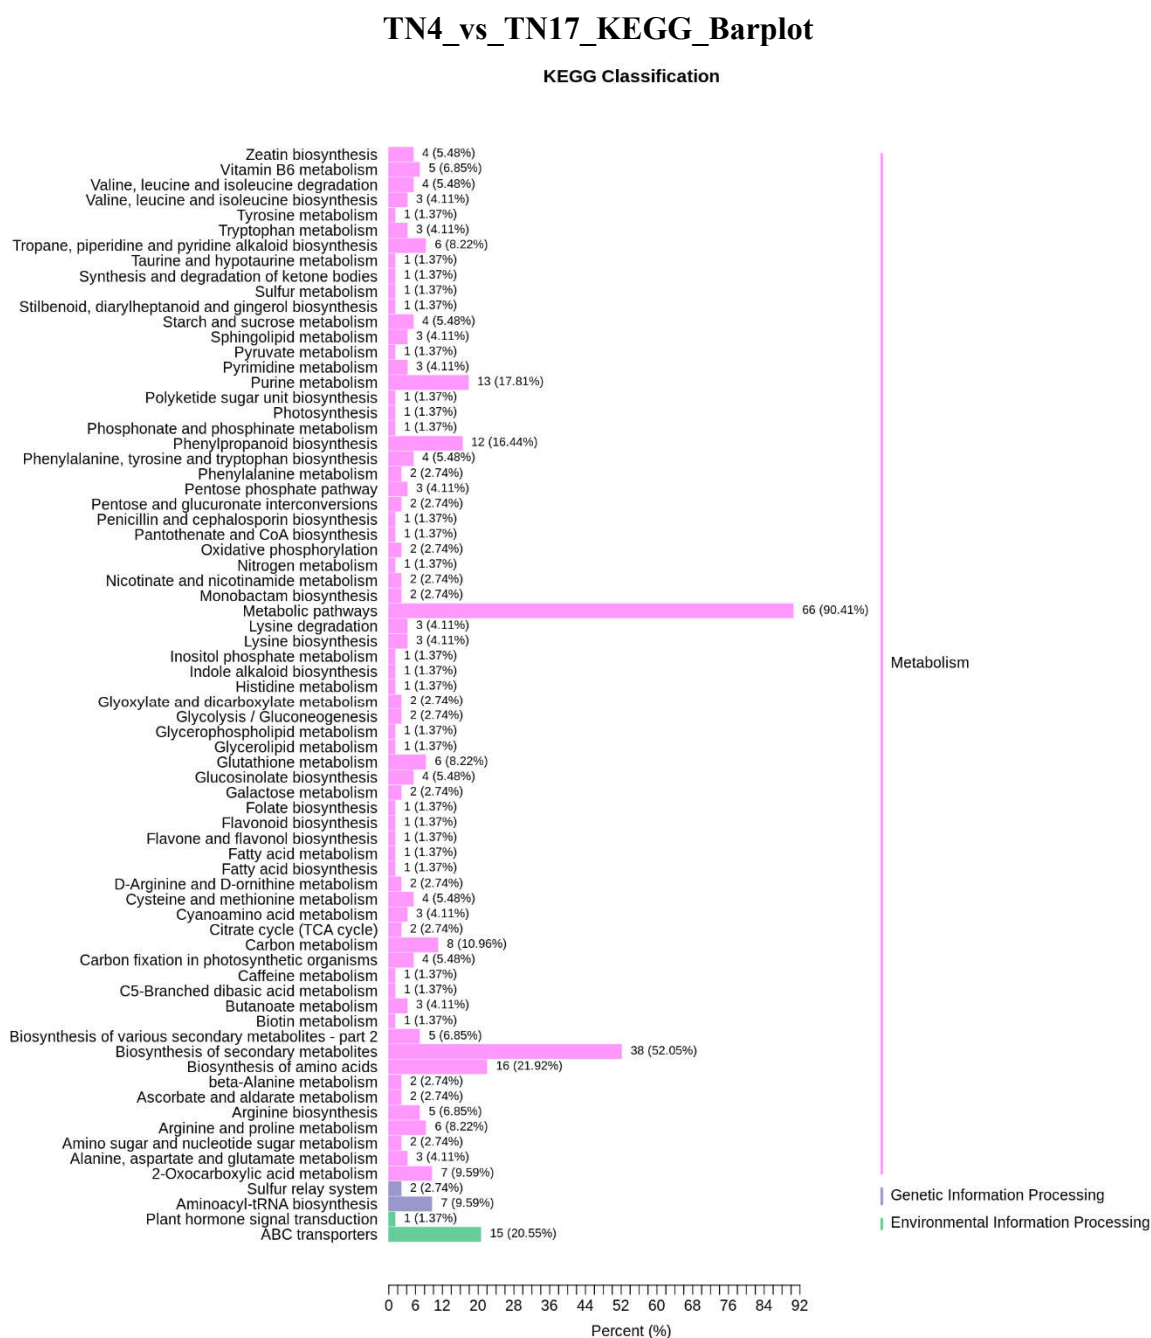 TN4_vs_TN17_KEGG_Barplot
KEGG Classification
Zeatin biosynthesis 4 (5.48%)
Vitamin B6 metabolism 5 (6.85%)
Valine, leucine and isoleucine degradation 4 (5.48%)
Valine, leucine and isoleucine biosynthesis 3 (4.11%)
Tyrosine metabolism 1 (1.37%)
Tryptophan metabolism 3 (4.11%)
Tropane, piperidine and pyridine alkaloid biosynthesis 6 (8.22%)
Taurine and hypotaurine metabolism 1 (1.37%)
Synthesis and degradation of ketone bodies 1 (1.37%)
Sulfur metabolism 1 (1.37%)
Stilbenoid, diarylheptanoid and gingerol biosynthesis 1 (1.37%)
Starch and sucrose metabolism 4 (5.48%)
Sphingolipid metabolism 3 (4.11%)
Pyruvate metabolism 1 (1.37%)
Pyrimidine metabolism 3 (4.11%)
Purine metabolism 13 (17.81%)
Polyketide sugar unit biosynthesis 1 (1.37%)
Photosynthesis 1 (1.37%)
Phosphonate and phosphinate metabolism 1 (1.37%)
Phenylpropanoid biosynthesis 12 (16.44%)
Phenylalanine, tyrosine and tryptophan biosynthesis 4 (5.48%)
Phenylalanine metabolism 2 (2.74%)
Pentose phosphate pathway 3 (4.11%)
Pentose and glucuronate interconversions 2 (2.74%)
Penicillin and cephalosporin biosynthesis 1 (1.37%)
Pantothenate and CoA biosynthesis 1 (1.37%)
Oxidative phosphorylation 2 (2.74%)
Nitrogen metabolism 1 (1.37%)
Nicotinate and nicotinamide metabolism 2 (2.74%)
Monobactam biosynthesis 2 (2.74%)
Metabolic pathways 66 (90.41%)
Lysine degradation 3 (4.11%)
Lysine biosynthesis 3 (4.11%)
Inositol phosphate metabolism 1 (1.37%)
Metabolism
Indole alkaloid biosynthesis 1 (1.37%)
Histidine metabolism 1 (1.37%)
Glyoxylate and dicarboxylate metabolism 2 (2.74%)
Glycolysis / Gluconeogenesis 2 (2.74%)
Glycerophospholipid metabolism 1 (1.37%)
Glycerolipid metabolism 1 (1.37%)
Glutathione metabolism 6 (8.22%)
Glucosinolate biosynthesis 4 (5.48%)
Galactose metabolism 2 (2.74%)
Folate biosynthesis 1 (1.37%)
Flavonoid biosynthesis 1 (1.37%)
Flavone and flavonol biosynthesis 1 (1.37%)
Fatty acid metabolism 1 (1.37%)
Fatty acid biosynthesis 1 (1.37%)
D-Arginine and D-ornithine metabolism 2 (2.74%)
Cysteine and methionine metabolism 4 (5.48%)
Cyanoamino acid metabolism 3 (4.11%)
Citrate cycle (TCA cycle) 2 (2.74%)
Carbon metabolism 8 (10.96%)
Carbon fixation in photosynthetic organisms 4 (5.48%)
Caffeine metabolism 1 (1.37%)
C5-Branched dibasic acid metabolism 1 (1.37%)
Butanoate metabolism 3 (4.11%)
Biotin metabolism 1 (1.37%)
Biosynthesis of various secondary metabolites - part 2 5 (6.85%)
Biosynthesis of secondary metabolites 38 (52.05%)
Biosynthesis of amino acids 16 (21.92%)
beta-Alanine metabolism 2 (2.74%)
Ascorbate and aldarate metabolism 2 (2.74%)
Arginine biosynthesis 5 (6.85%)
Arginine and proline metabolism 6 (8.22%)
Amino sugar and nucleotide sugar metabolism 2 (2.74%)
Alanine, aspartate and glutamate metabolism 3 (4.11%)
2-Oxocarboxylic acid metabolism 7 (9.59%)
Sulfur relay system 2 (2.74%)
Genetic Information Processing
Aminoacyl-tRNA biosynthesis 7 (9.59%)
Plant hormone signal transduction 1 (1.37%)
Environmental Information Processing
ABC transporters 15 (20.55%)
0 6 12 20 28 36 44 52 60 68 76 84 92
Percent (%)